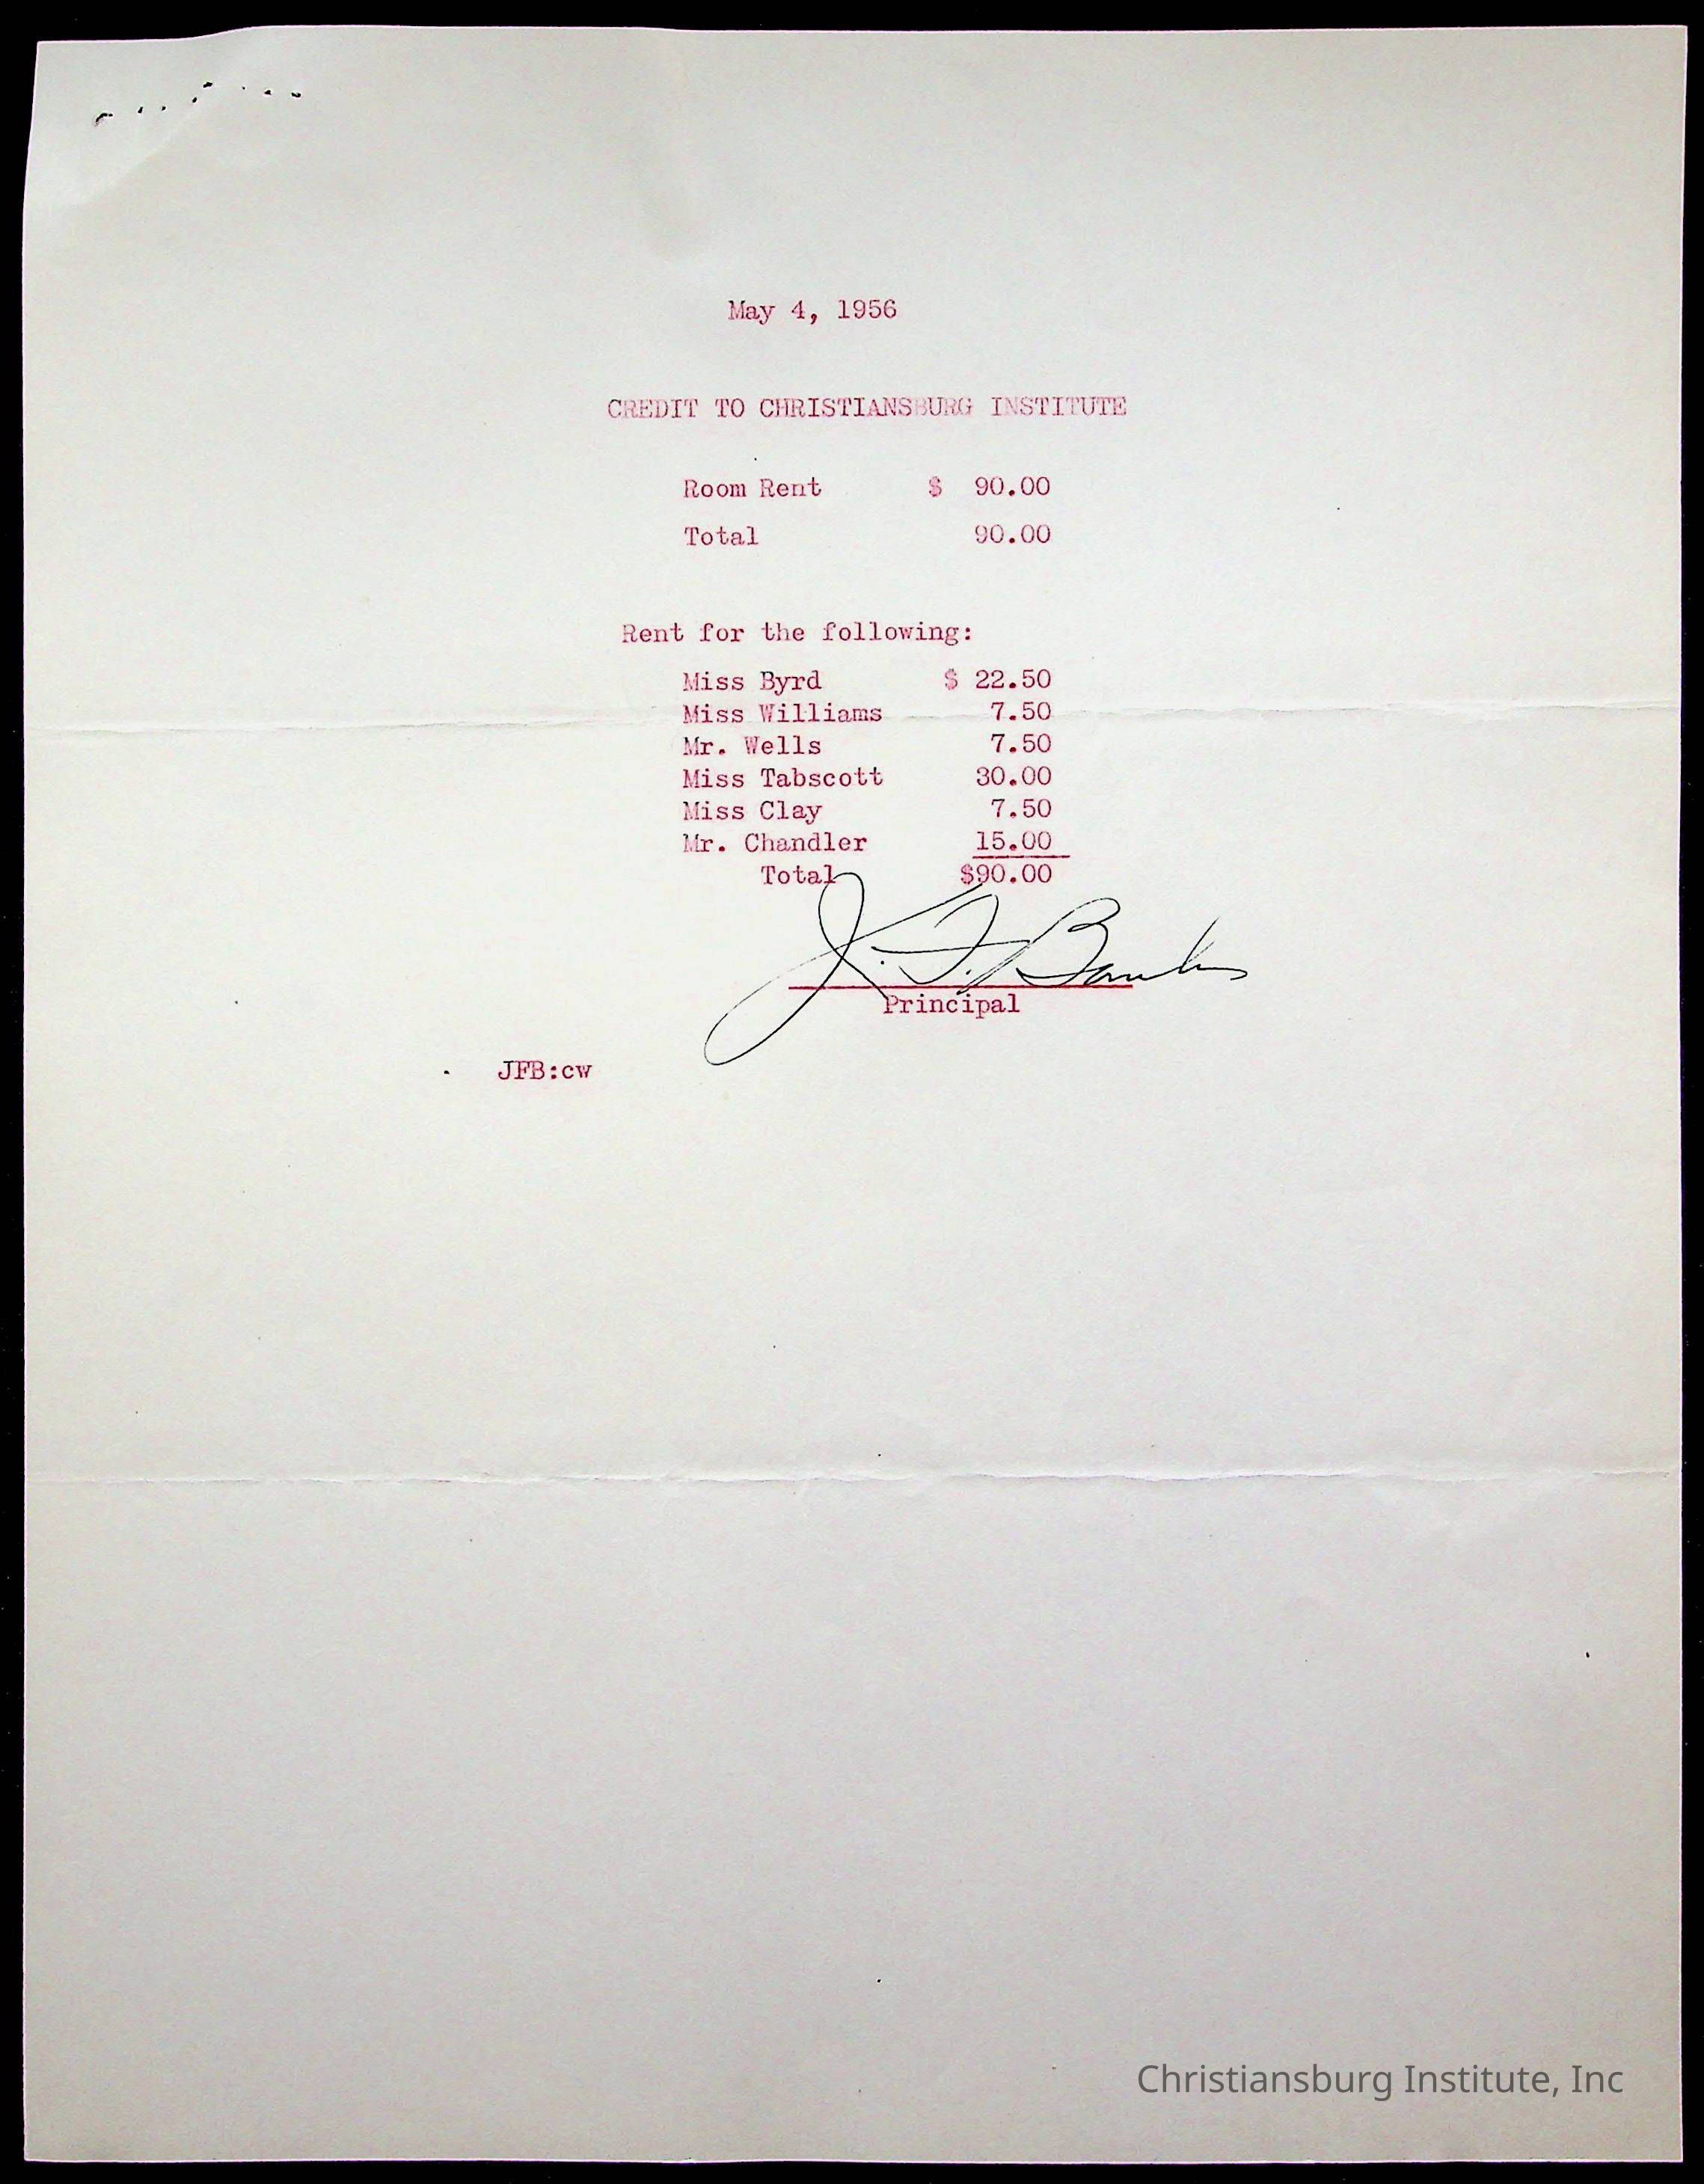 May 4, 1956
CREDIT TO CHRISTIANSBURG INSTITUTE
Room Rent $ 90.00
Total 90.00
Rent for the following:
Miss Byrd $ 22.50
Miss Williams 7.50
Mr. Wells 7.50
Miss Tabscott 30.00
Miss Clay 7.50
Mr. Chandler 15.00
Total $90.00
J. F. Banks
Principal
JFB:cw
Christiansburg Institute, Inc